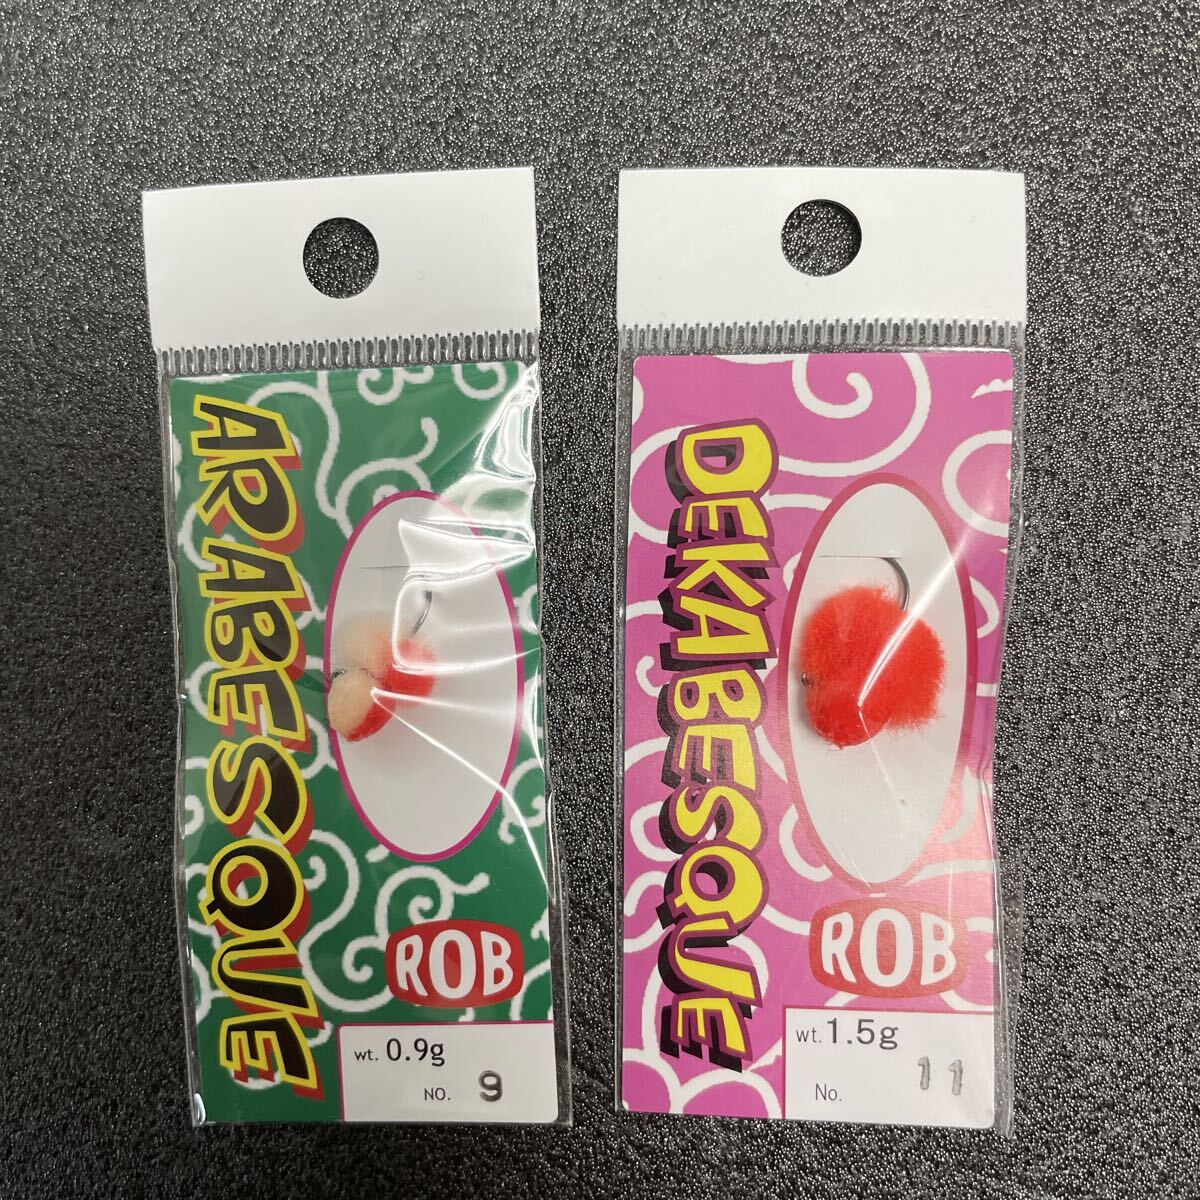 ARABESQUE
ROB
wt. 0.9g
NO. 9
DEKABESQUE
ROB
wt. 1.5g
No. 11